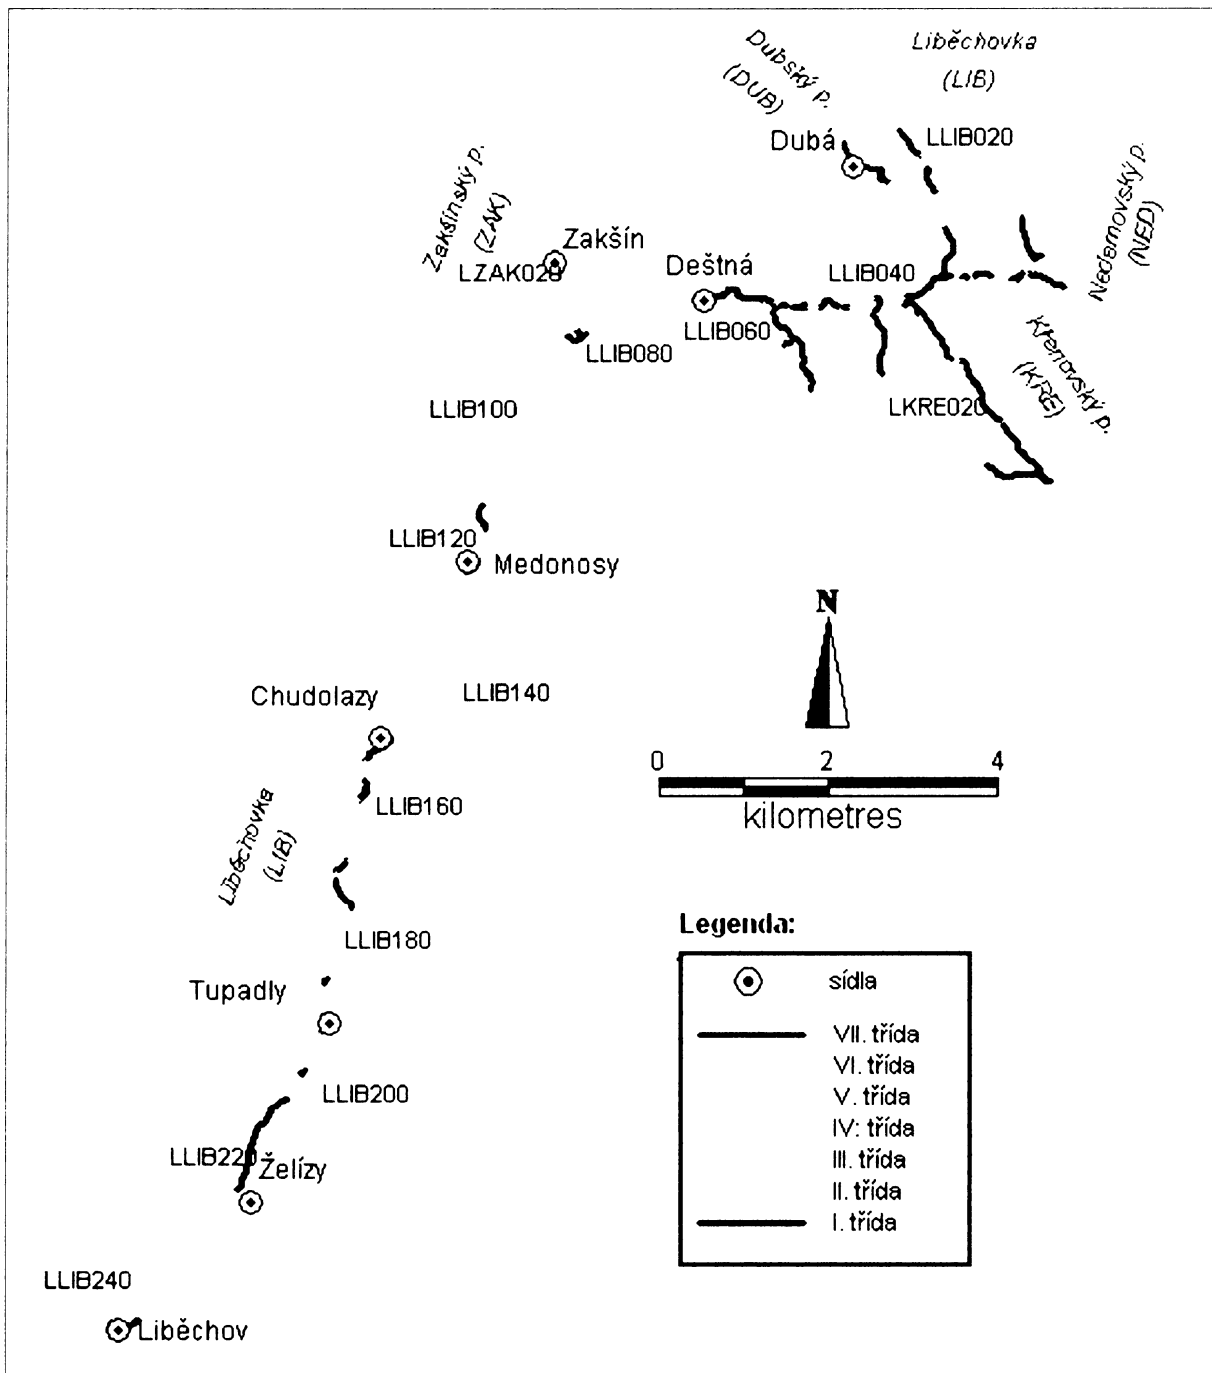 Dubský p.
(DUB)
Liběchovka
(LIB)
Dubá
LLIB020
Zakšínský p.
(ZAK)
Nedamovský p.
(NED)
Zakšín
LZAK020
Deštná
LLIB040
LLIB060
LLIB080
Křenovský p.
(KRE)
LLIB100
LKRE020
LLIB120
Medonosy
N
Chudolazy
LLIB140
0 2 4
kilometres
LLIB160
Liběchovka
(LIB)
LLIB180
Legenda:
sídla
VII. třída
VI. třída
V. třída
IV: třída
III. třída
II. třída
I. třída
Tupadly
LLIB200
LLIB220
Želízy
LLIB240
Liběchov